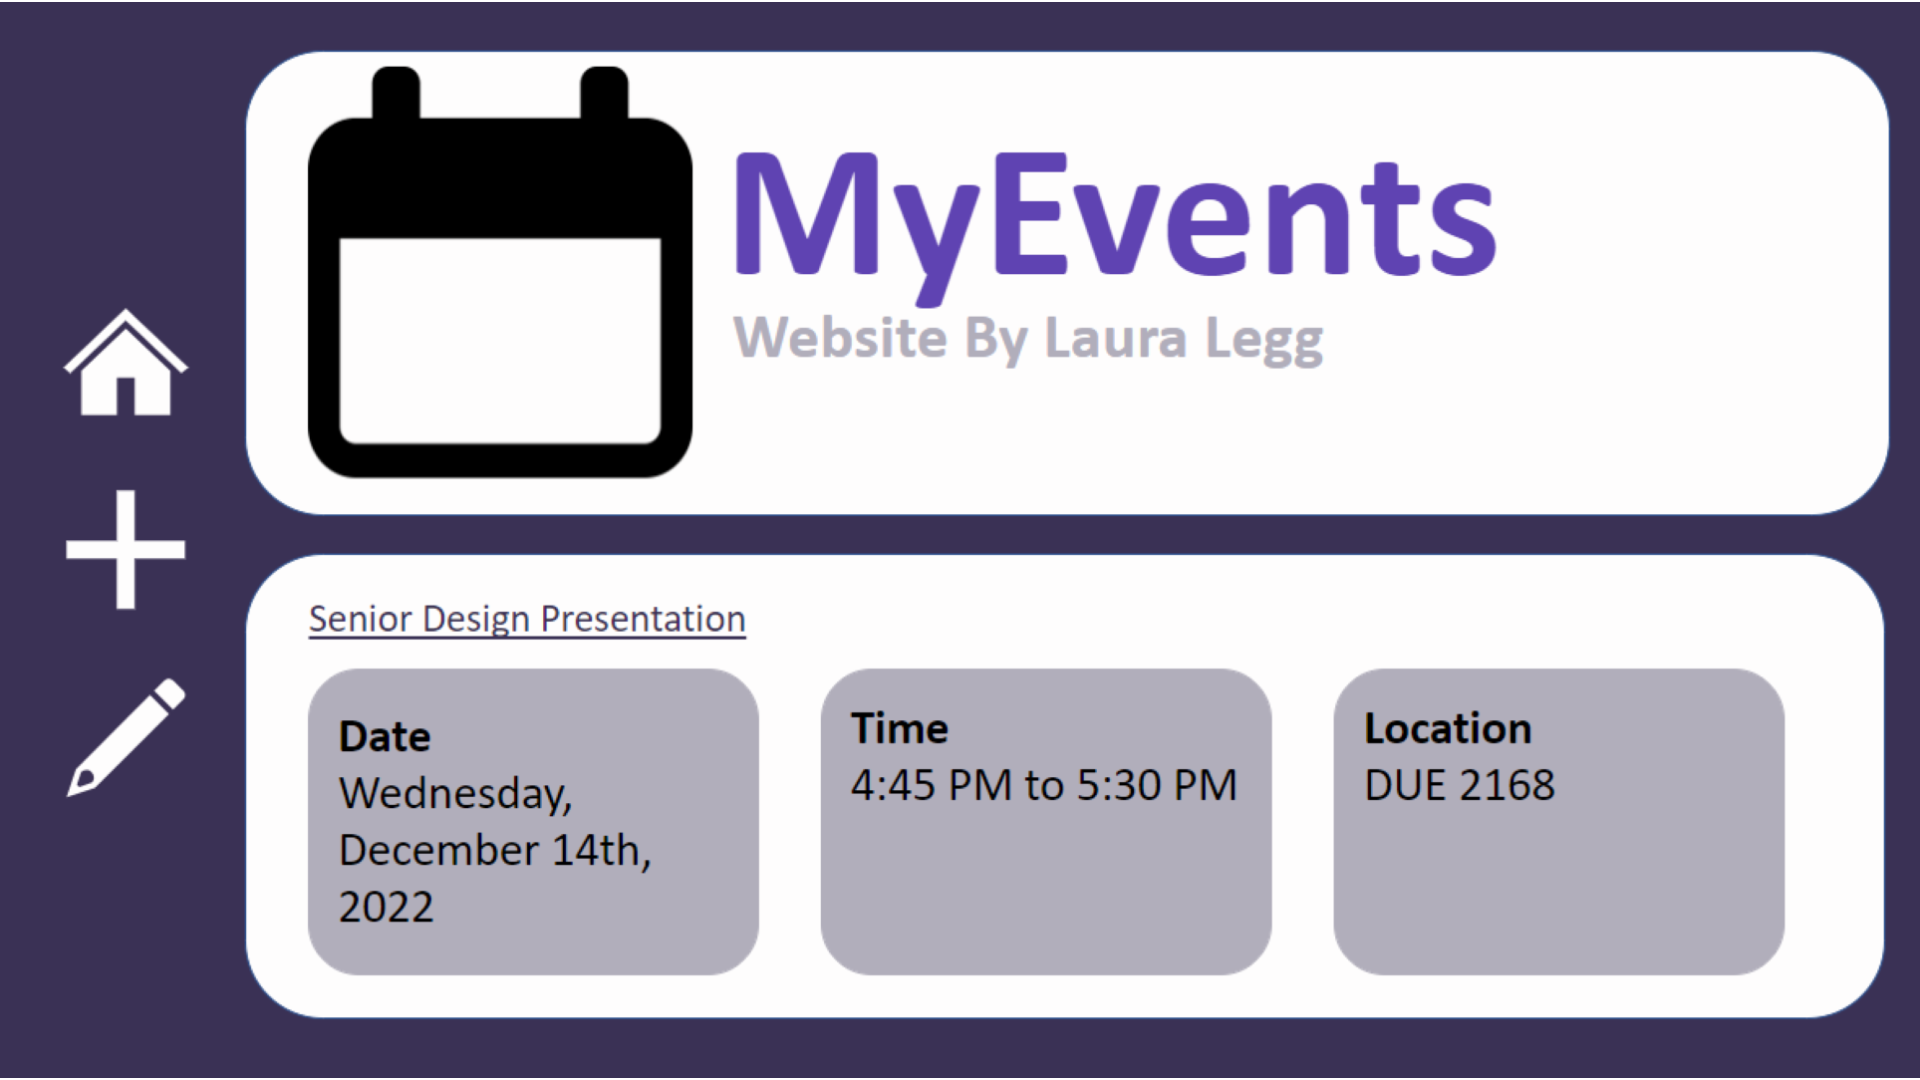 MyEvents
Website By Laura Legg
Senior Design Presentation
Date
Wednesday,
December 14th,
2022
Time
4:45 PM to 5:30 PM
Location
DUE 2168